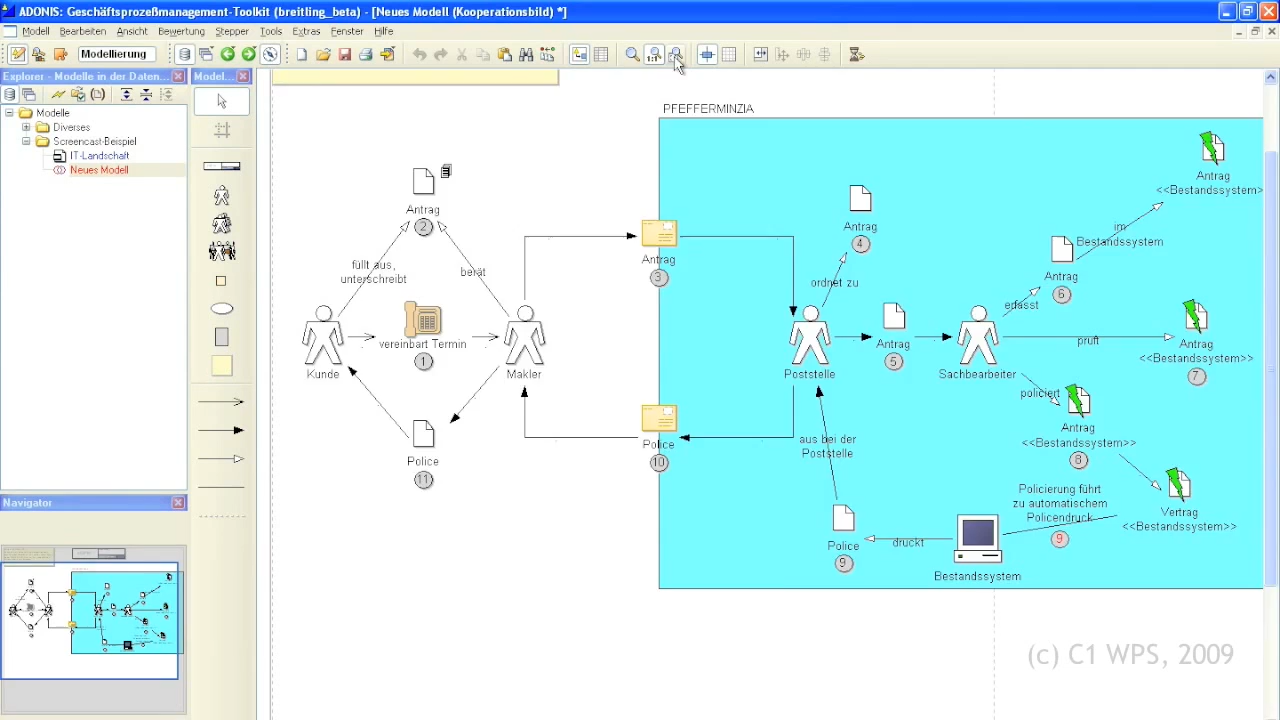 ADONIS: Geschäftsprozeßmanagement-Toolkit (breitling_beta) - [Neues Modell (Kooperationsbild) *]
Modell Bearbeiten Ansicht Bewertung Stepper Tools Extras Fenster Hilfe
Modellierung
Explorer - Modelle in der Daten...
Model...
Modelle
Diverses
Screencast-Beispiel
IT-Landschaft
Neues Modell
Navigator
PFEFFERMINZIA
Antrag
<<Bestandssystem>
Antrag
2
Antrag
4
im
Bestandssystem
füllt aus,
unterschreibt
berät
Antrag
3
ordnet zu
Antrag
6
erfasst
Kunde
vereinbart Termin
1
Makler
Poststelle
Antrag
5
Sachbearbeiter
prüft
Antrag
<<Bestandssystem>>
7
policiert
Antrag
<<Bestandssystem>>
8
Police
10
aus bei der
Poststelle
Police
11
Policierung führt
zu automatischem
Policendruck
9
Vertrag
<<Bestandssystem>>
Police
9
druckt
Bestandssystem
(c) C1 WPS, 2009